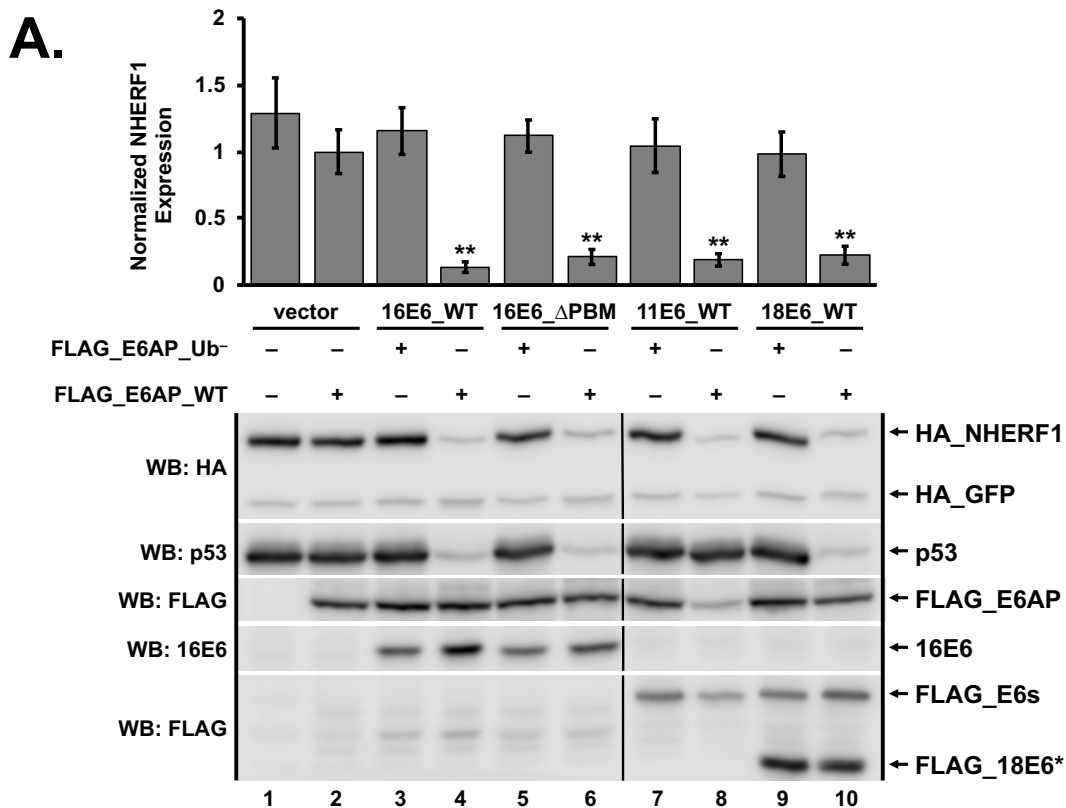 A.
2
1.5
1
0.5
0
Normalized NHERF1
Expression
** ** ** **
vector 16E6_WT 16E6_ΔPBM 11E6_WT 18E6_WT
FLAG_E6AP_Ub⁻ – – + – + – + – + –
FLAG_E6AP_WT – + – + – + – + – +
WB: HA
HA_NHERF1
HA_GFP
WB: p53 p53
WB: FLAG FLAG_E6AP
WB: 16E6 16E6
FLAG_E6s
WB: FLAG
FLAG_18E6*
1 2 3 4 5 6 7 8 9 10